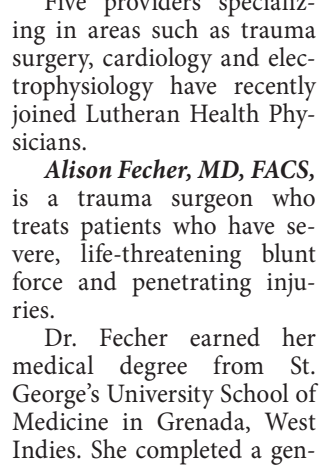 Five providers specializ-
ing in areas such as trauma
surgery, cardiology and elec-
trophysiology have recently
joined Lutheran Health Phy-
sicians.
Alison Fecher, MD, FACS,
is a trauma surgeon who
treats patients who have se-
vere, life-threatening blunt
force and penetrating inju-
ries.
Dr. Fecher earned her
medical degree from St.
George's University School of
Medicine in Grenada, West
Indies. She completed a gen-